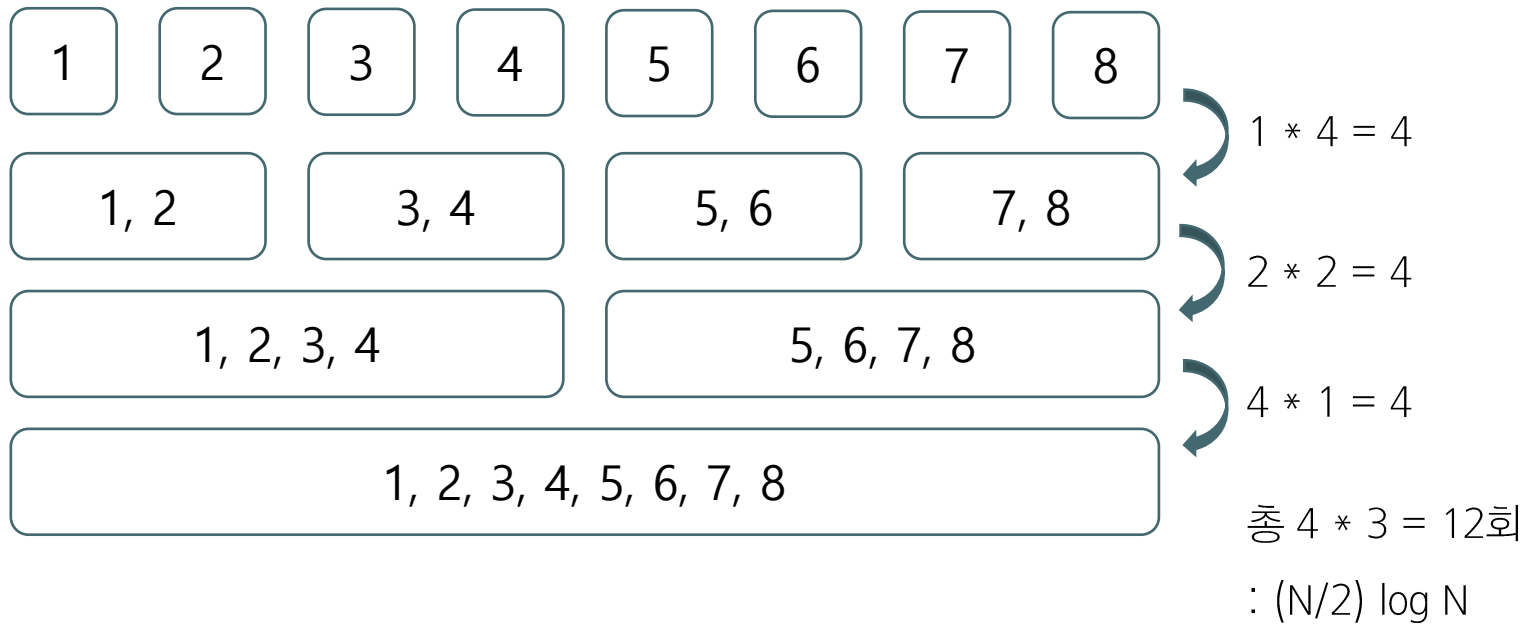 1 2 3 4 5 6 7 8
1 * 4 = 4
1, 2 3, 4 5, 6 7, 8
2 * 2 = 4
1, 2, 3, 4 5, 6, 7, 8
4 * 1 = 4
1, 2, 3, 4, 5, 6, 7, 8
총 4 * 3 = 12회
: (N/2) log N